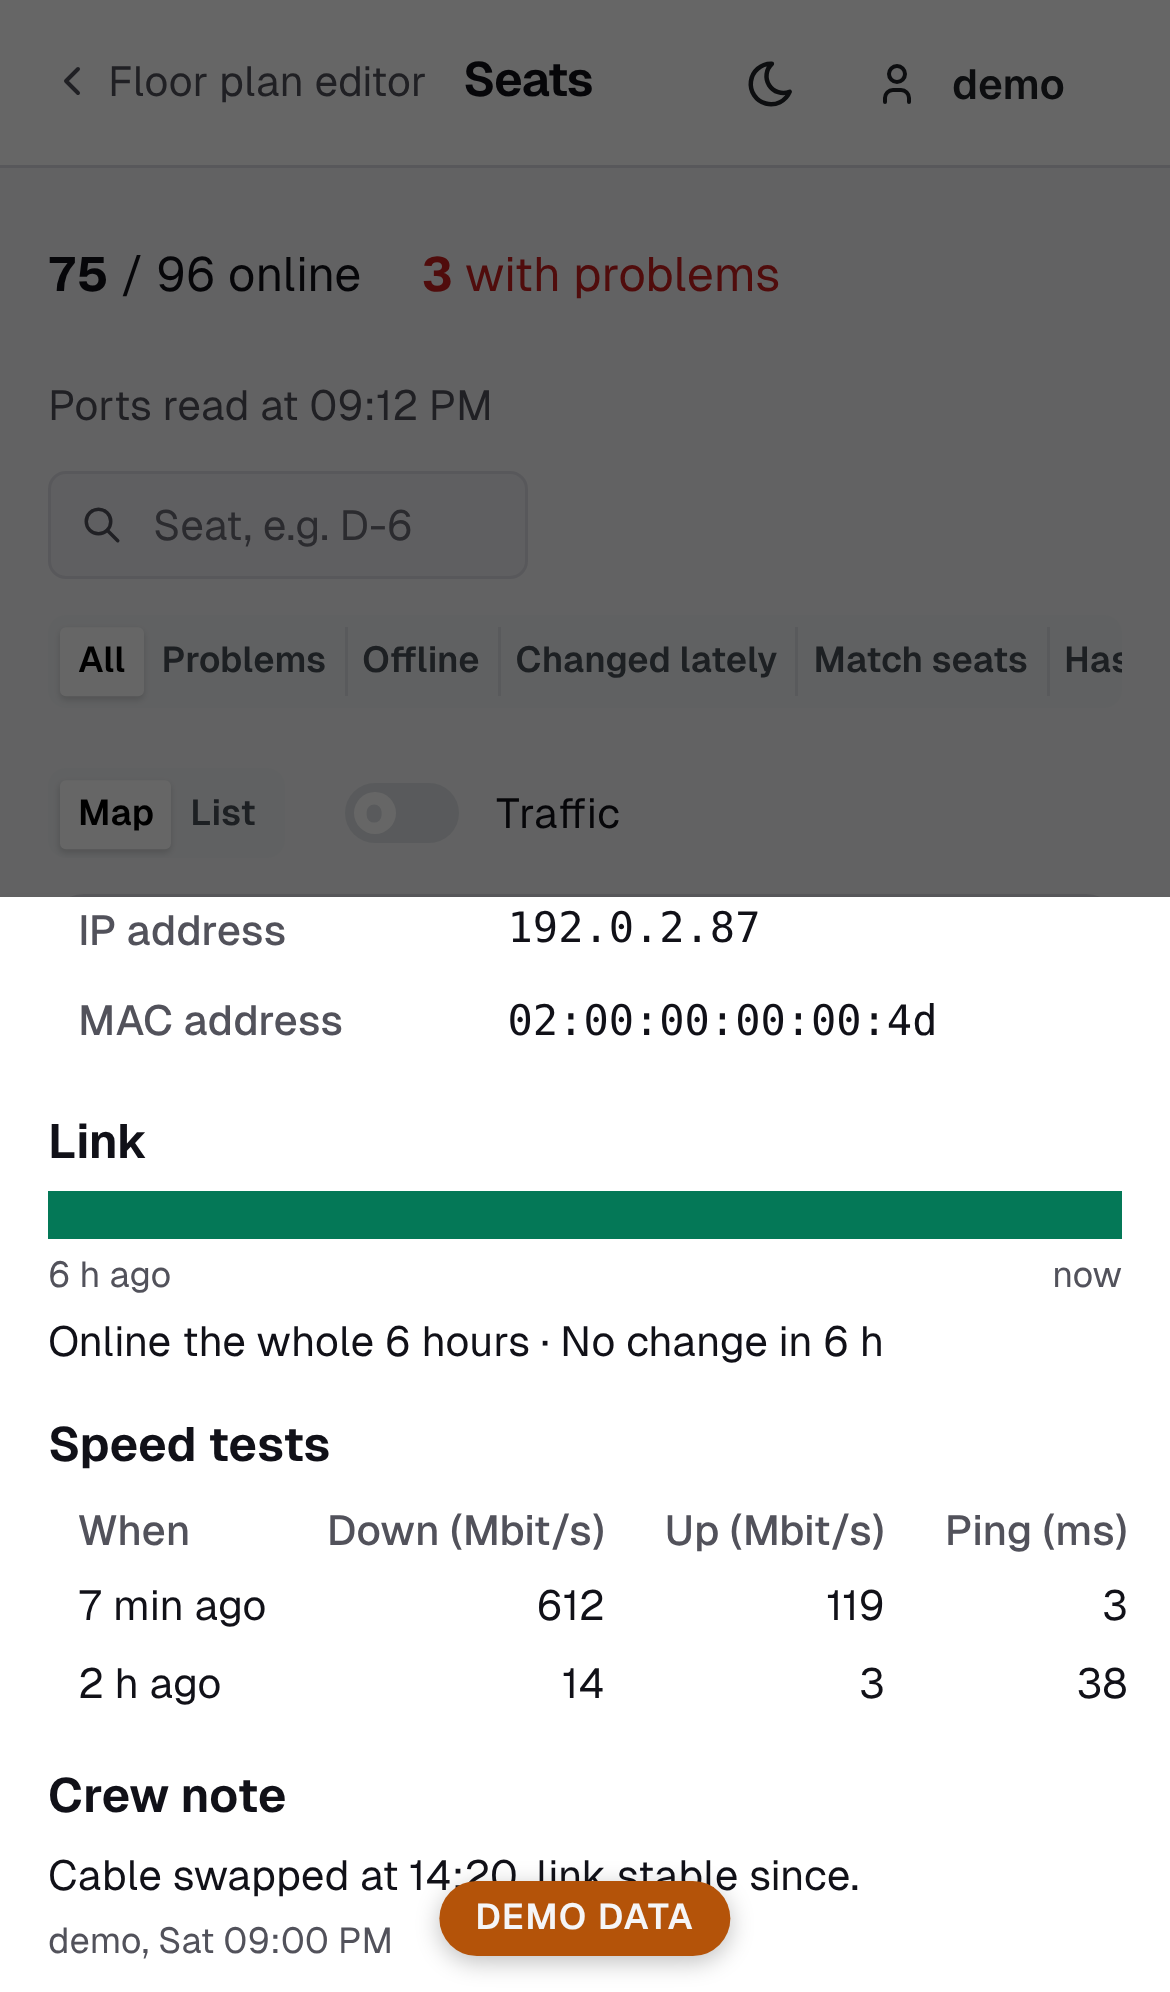 Floor plan editor Seats demo
75 / 96 online 3 with problems
Ports read at 09:12 PM
Seat, e.g. D-6
All Problems Offline Changed lately Match seats Has
Map List Traffic
IP address 192.0.2.87
MAC address 02:00:00:00:00:4d
Link
6 h ago now
Online the whole 6 hours · No change in 6 h
Speed tests
When Down (Mbit/s) Up (Mbit/s) Ping (ms)
7 min ago 612 119 3
2 h ago 14 3 38
Crew note
Cable swapped at 14:20, link stable since.
DEMO DATA
demo, Sat 09:00 PM